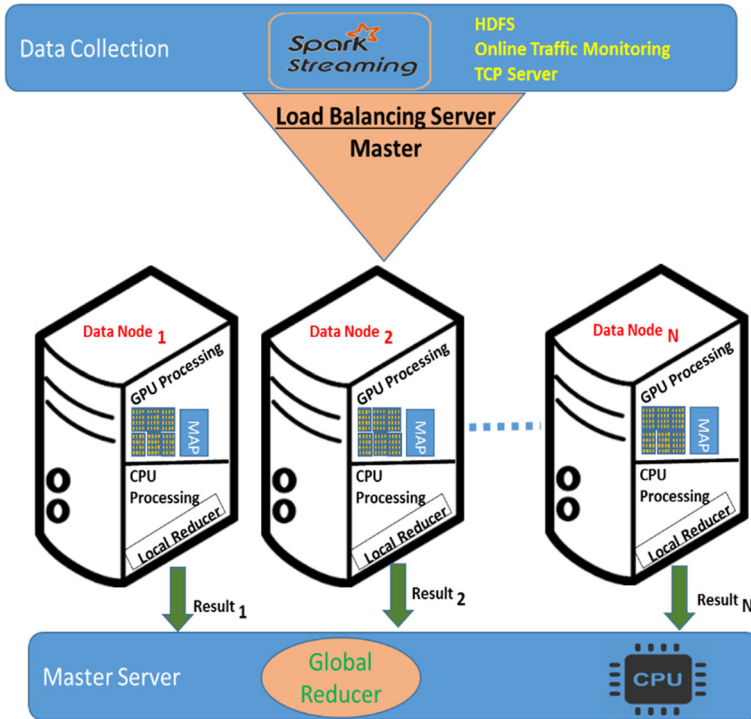 Data Collection
Spark
Streaming
HDFS
Online Traffic Monitoring
TCP Server
Load Balancing Server
Master
Data Node 1
GPU Processing
MAP
CPU
Processing
Local Reducer
Data Node 2
GPU Processing
MAP
CPU
Processing
Local Reducer
Data Node N
GPU Processing
MAP
CPU
Processing
Local Reducer
Result 1
Result 2
Result N
Master Server
Global
Reducer
CPU